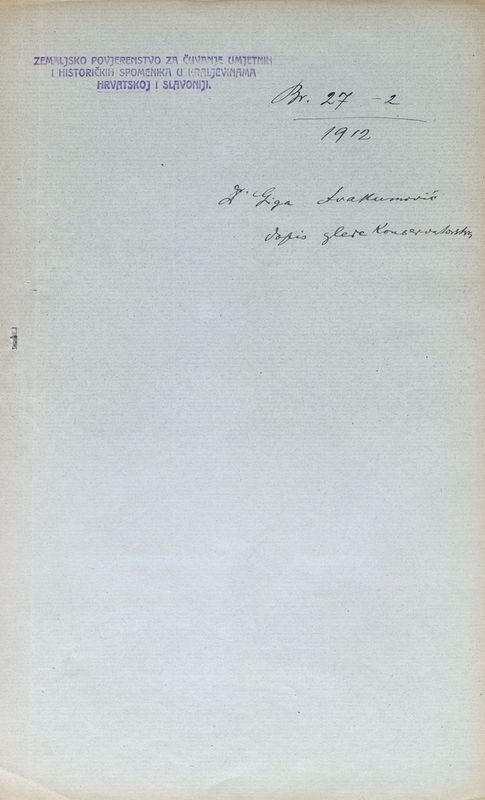 ZEMALJSKO POVJERENSTVO ZA ČUVANJE UMJETNIH
I HISTORIČKIH SPOMENIKA U KRALJEVINAMA
HRVATSKOJ I SLAVONIJI.
Br. 27 - 2
1912
Dr. Giga Avakumović
dopis glede Konservatorstva